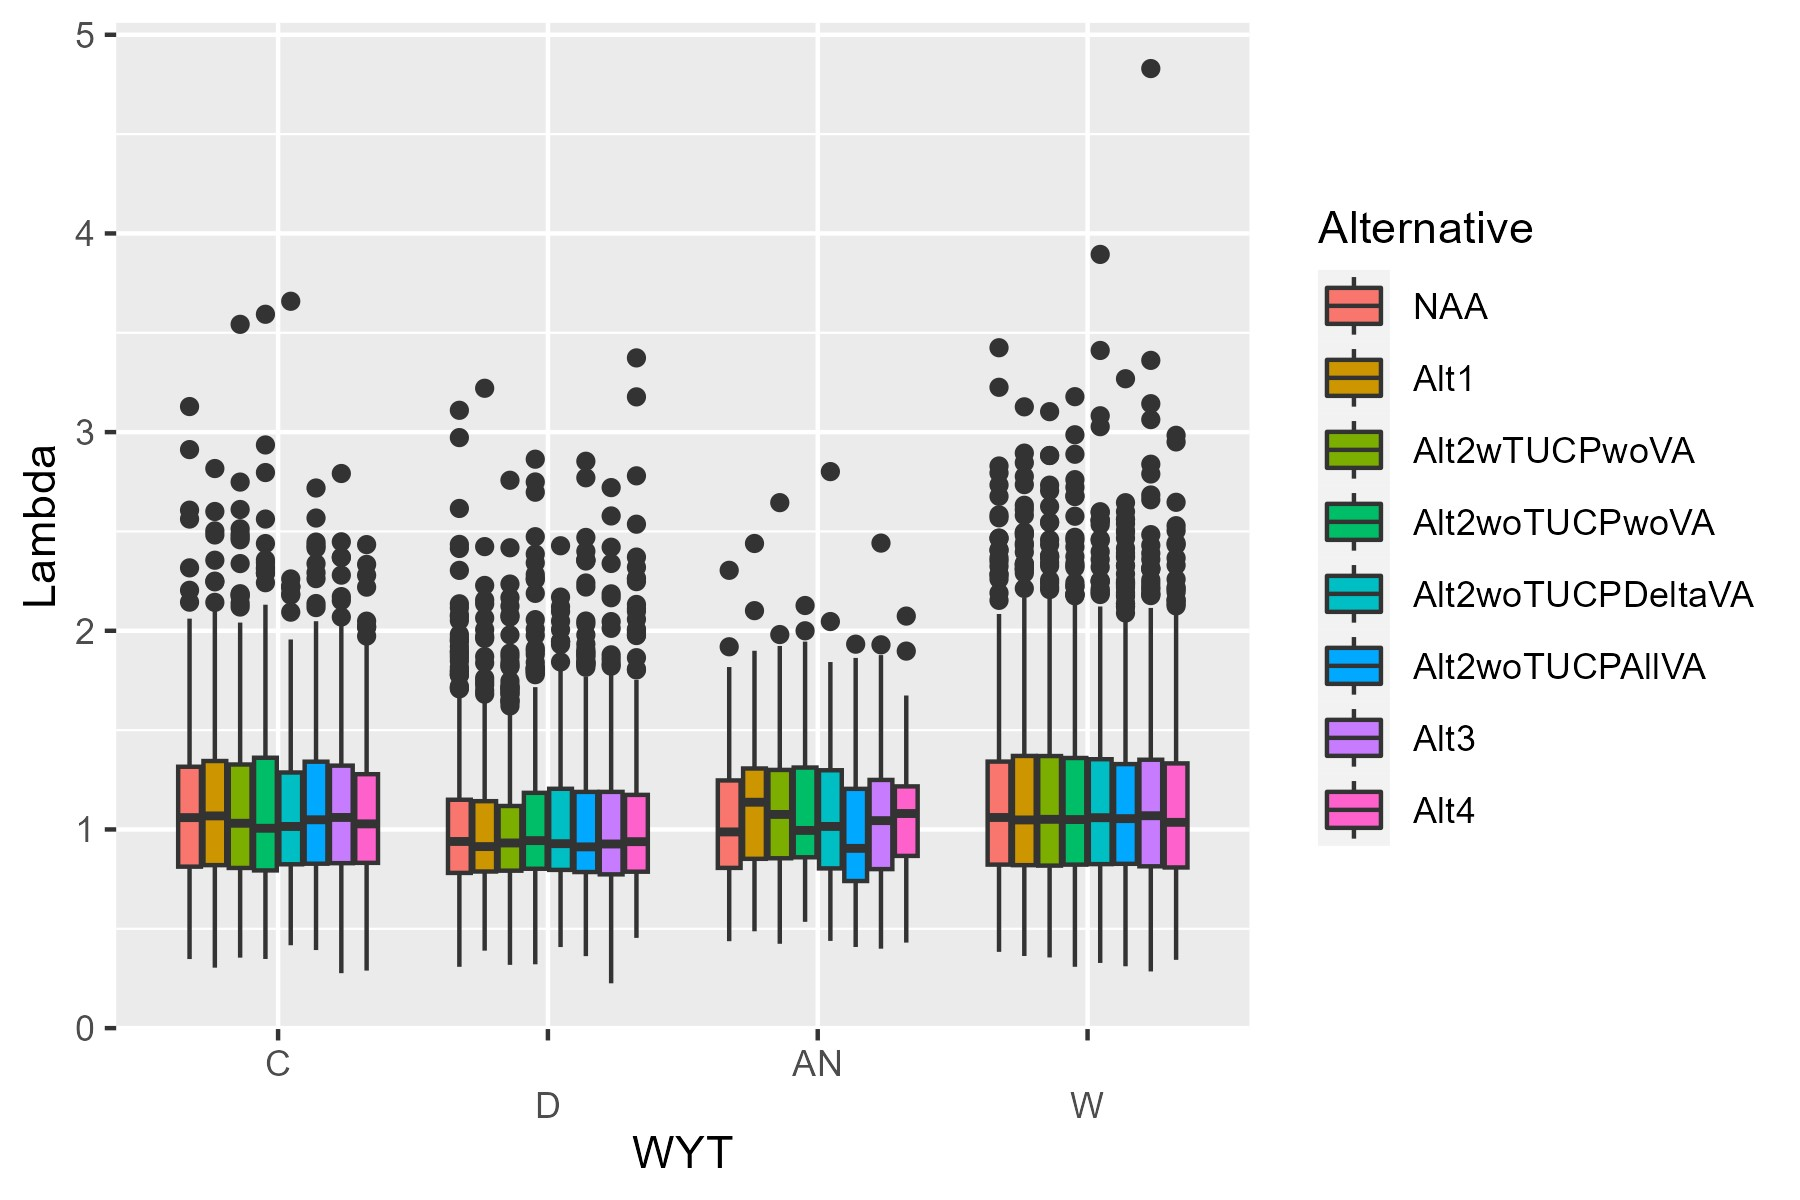 5
4
3
2
1
0
Lambda
C
D
AN
W
WYT
Alternative
NAA
Alt1
Alt2wTUCPwoVA
Alt2woTUCPwoVA
Alt2woTUCPDeltaVA
Alt2woTUCPAllVA
Alt3
Alt4